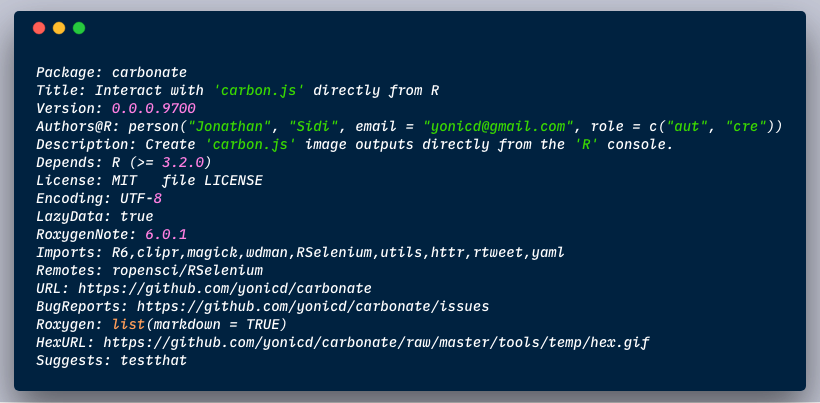 Package: carbonate
Title: Interact with 'carbon.js' directly from R
Version: 0.0.0.9700
Authors@R: person("Jonathan", "Sidi", email = "yonicd@gmail.com", role = c("aut", "cre"))
Description: Create 'carbon.js' image outputs directly from the 'R' console.
Depends: R (>= 3.2.0)
License: MIT   file LICENSE
Encoding: UTF-8
LazyData: true
RoxygenNote: 6.0.1
Imports: R6,clipr,magick,wdman,RSelenium,utils,httr,rtweet,yaml
Remotes: ropensci/RSelenium
URL: https://github.com/yonicd/carbonate
BugReports: https://github.com/yonicd/carbonate/issues
Roxygen: list(markdown = TRUE)
HexURL: https://github.com/yonicd/carbonate/raw/master/tools/temp/hex.gif
Suggests: testthat